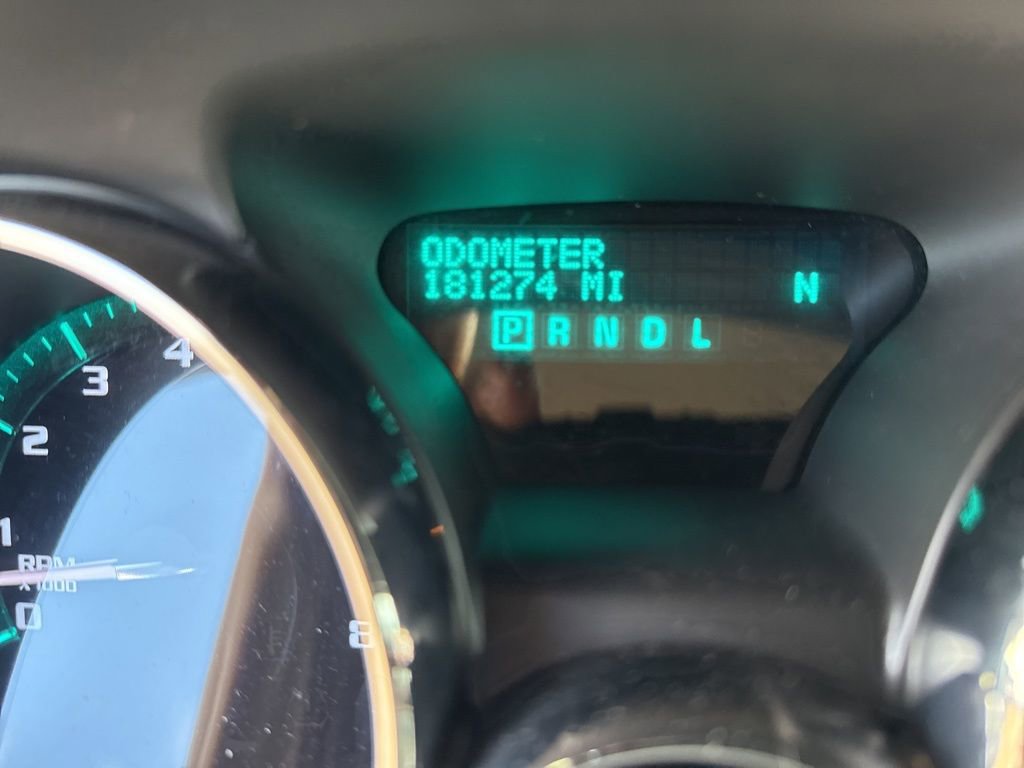 ODOMETER
181274 MI N
P R N D L
4
3
2
1
RPM
X1000
0
8